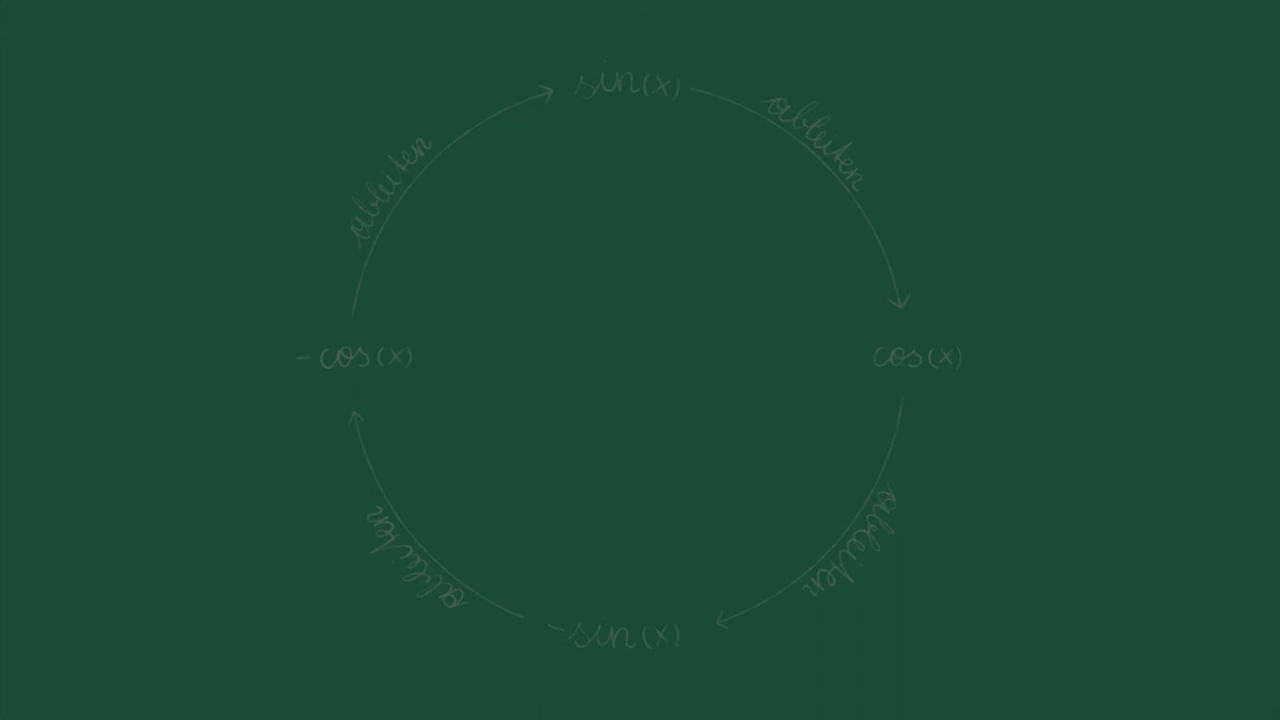 sin(x)
ableiten
ableiten
- cos(x)
cos(x)
ableiten
ableiten
-sin(x)